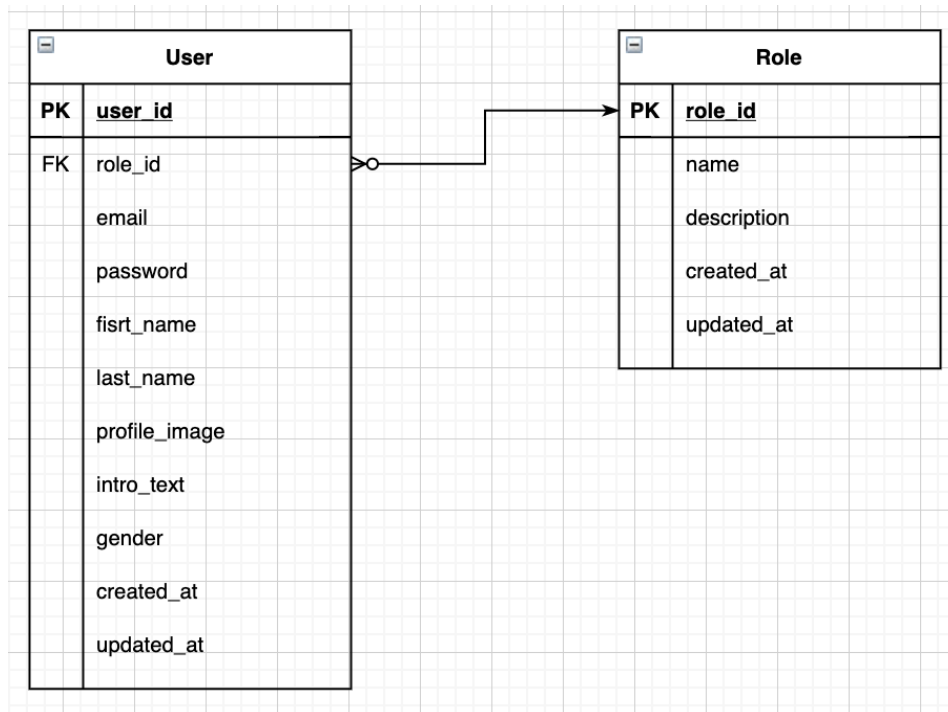 User
PK user_id
FK role_id
email
password
fisrt_name
last_name
profile_image
intro_text
gender
created_at
updated_at
Role
PK role_id
name
description
created_at
updated_at